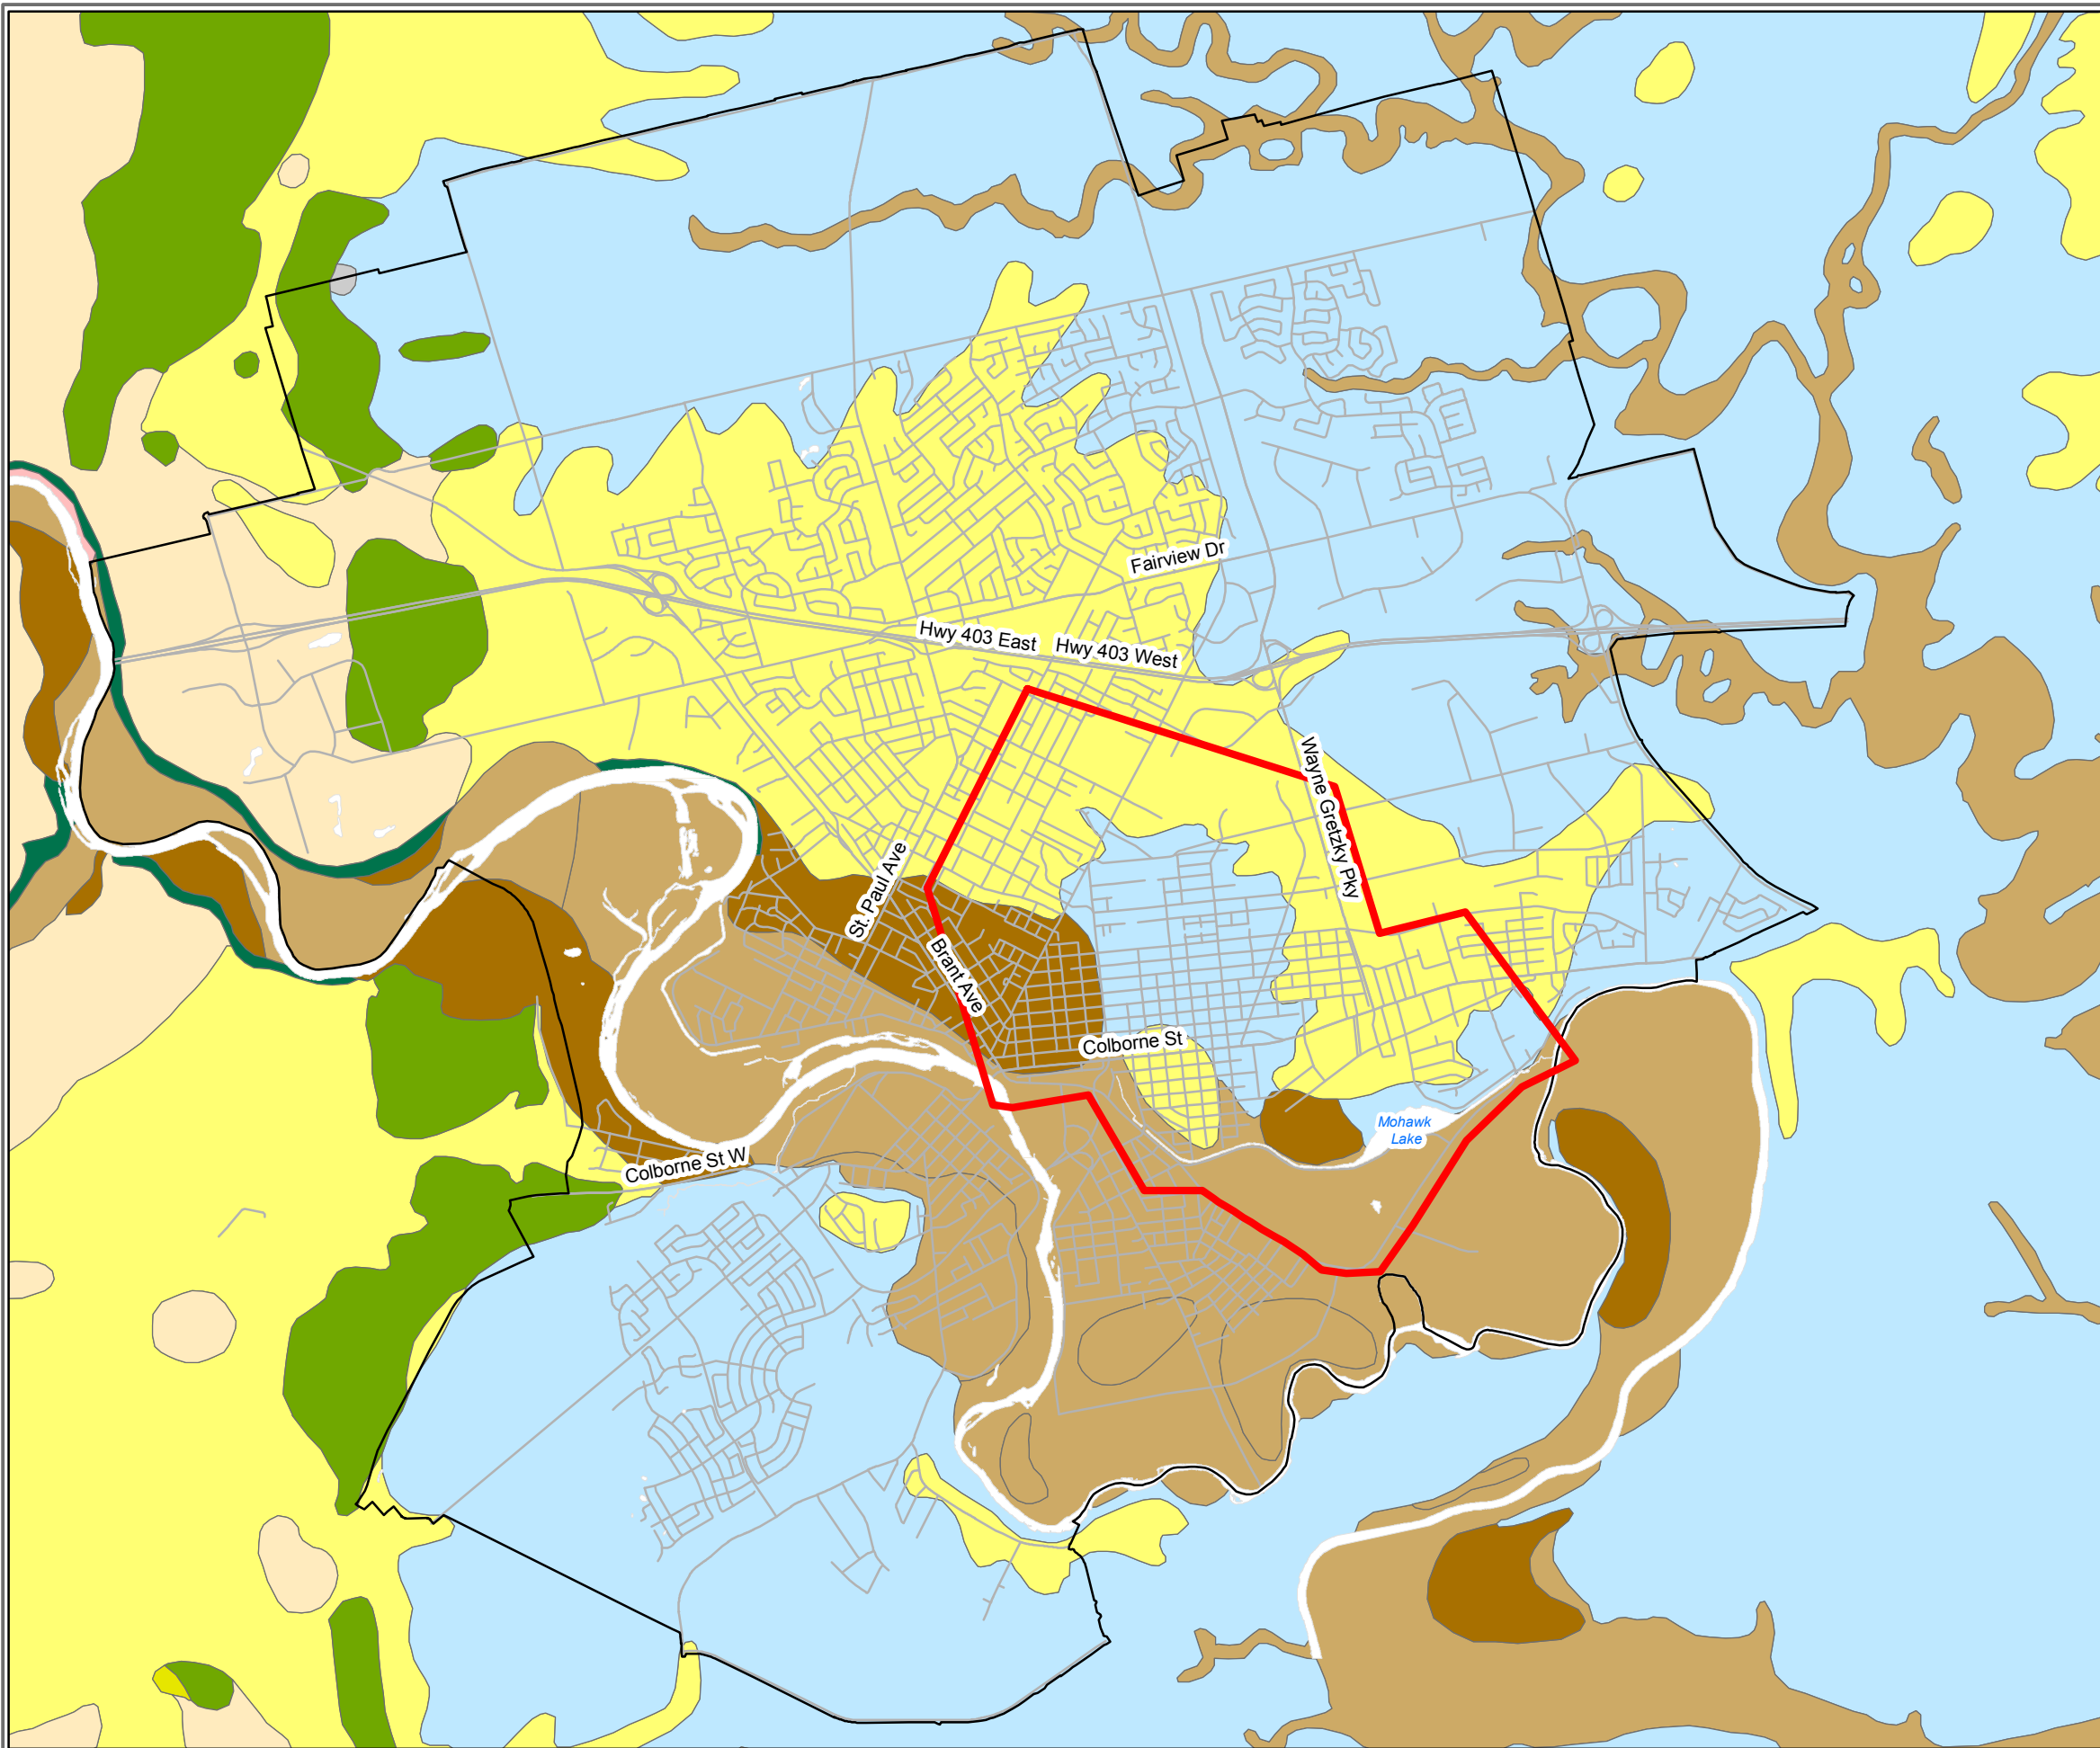 Fairview Dr
Hwy 403 East
Hwy 403 West
Wayne Gretzky Pky
St. Paul Ave
Brant Ave
Colborne St
Mohawk
Lake
Colborne St W